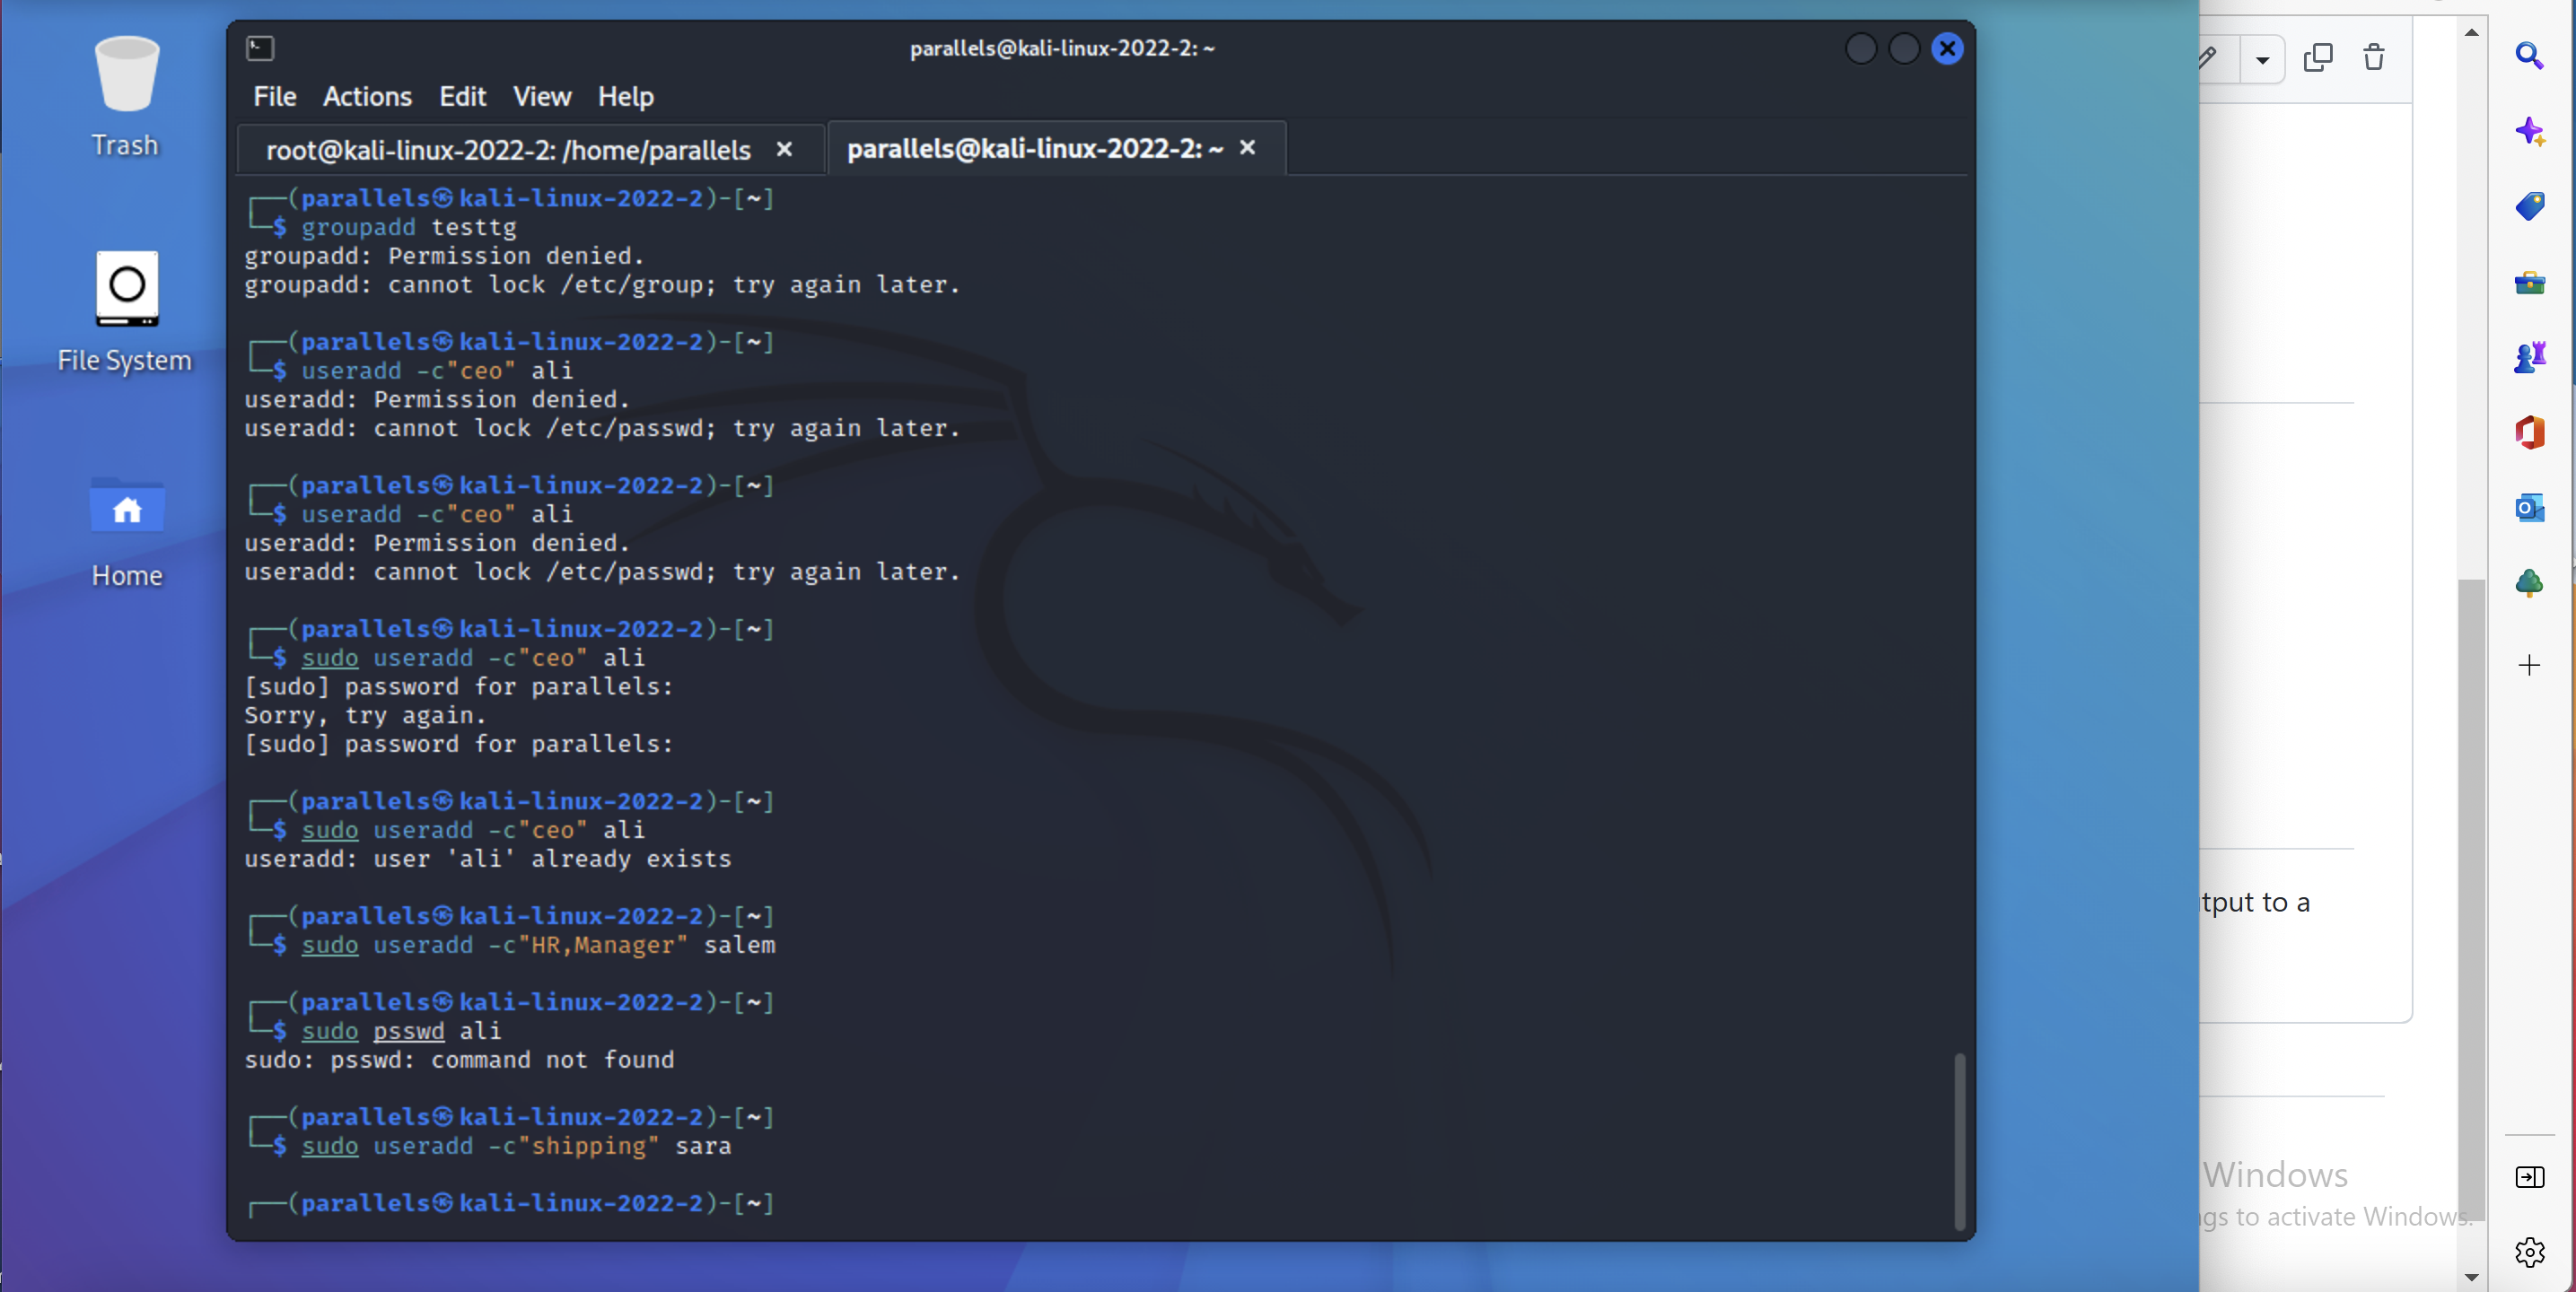 Trash
File System
Home
parallels@kali-linux-2022-2: ~
File Actions Edit View Help
root@kali-linux-2022-2: /home/parallels
parallels@kali-linux-2022-2: ~
┌──(parallels㉿kali-linux-2022-2)-[~]
└─$ groupadd testtg
groupadd: Permission denied.
groupadd: cannot lock /etc/group; try again later.
┌──(parallels㉿kali-linux-2022-2)-[~]
└─$ useradd -c"ceo" ali
useradd: Permission denied.
useradd: cannot lock /etc/passwd; try again later.
┌──(parallels㉿kali-linux-2022-2)-[~]
└─$ useradd -c"ceo" ali
useradd: Permission denied.
useradd: cannot lock /etc/passwd; try again later.
┌──(parallels㉿kali-linux-2022-2)-[~]
└─$ sudo useradd -c"ceo" ali
[sudo] password for parallels:
Sorry, try again.
[sudo] password for parallels:
┌──(parallels㉿kali-linux-2022-2)-[~]
└─$ sudo useradd -c"ceo" ali
useradd: user 'ali' already exists
┌──(parallels㉿kali-linux-2022-2)-[~]
└─$ sudo useradd -c"HR,Manager" salem
┌──(parallels㉿kali-linux-2022-2)-[~]
└─$ sudo psswd ali
sudo: psswd: command not found
┌──(parallels㉿kali-linux-2022-2)-[~]
└─$ sudo useradd -c"shipping" sara
┌──(parallels㉿kali-linux-2022-2)-[~]
tput to a
Windows
gs to activate Windows.